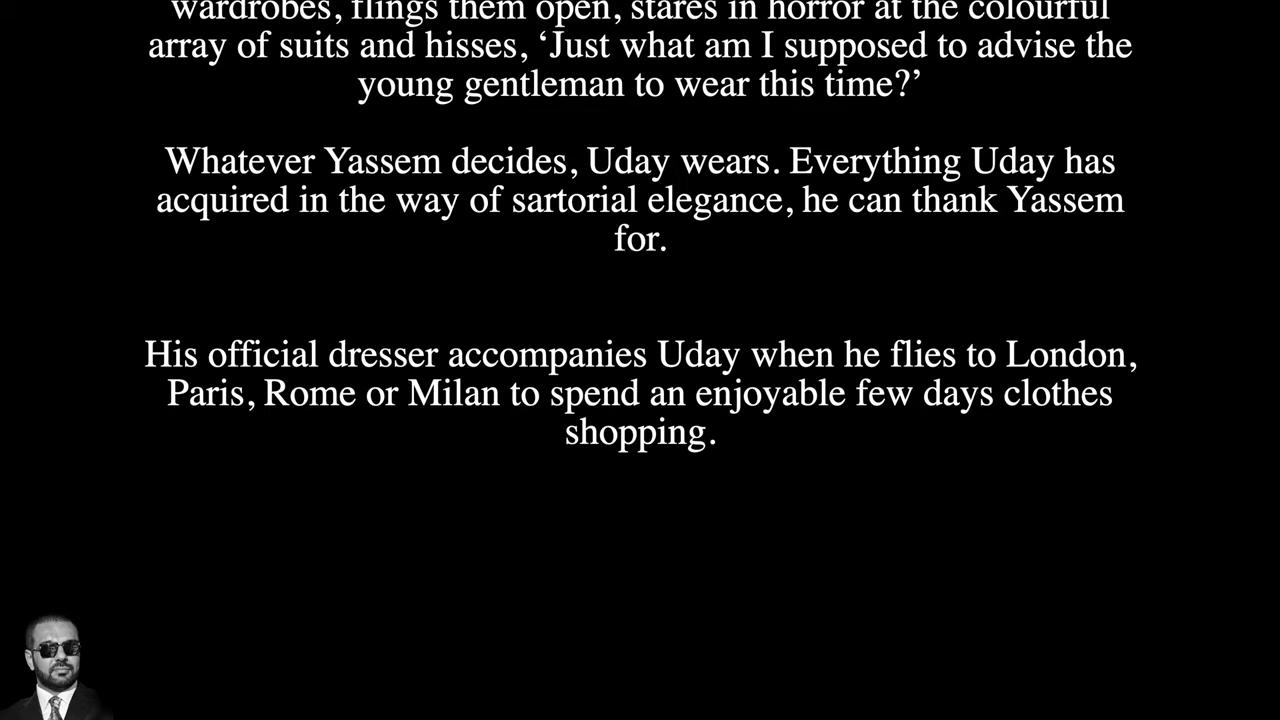 wardrobes, flings them open, stares in horror at the colourful
array of suits and hisses, ‘Just what am I supposed to advise the
young gentleman to wear this time?’
Whatever Yassem decides, Uday wears. Everything Uday has
acquired in the way of sartorial elegance, he can thank Yassem
for.
His official dresser accompanies Uday when he flies to London,
Paris, Rome or Milan to spend an enjoyable few days clothes
shopping.